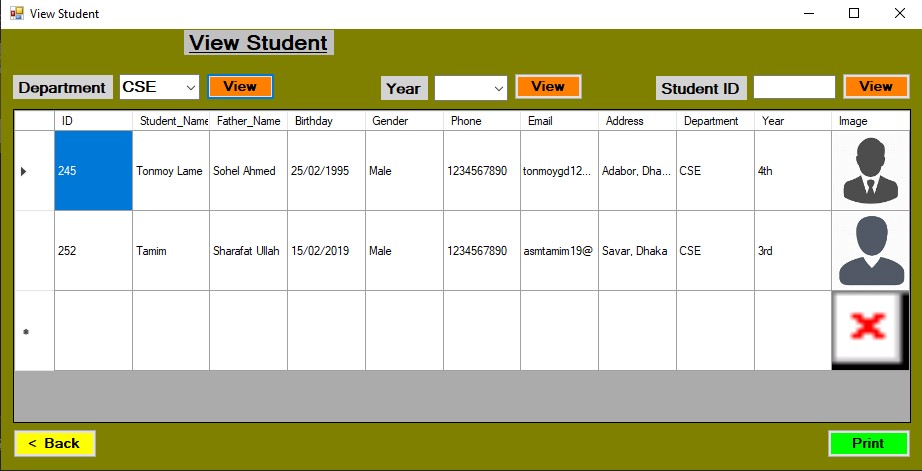 View Student
View Student
Department CSE View Year View Student ID View
ID Student_Name Father_Name Birthday Gender Phone Email Address Department Year Image
245 Tonmoy Lame Sohel Ahmed 25/02/1995 Male 1234567890 tonmoygd12... Adabor, Dha... CSE 4th
252 Tamim Sharafat Ullah 15/02/2019 Male 1234567890 asmtamim19@ Savar, Dhaka CSE 3rd
< Back Print